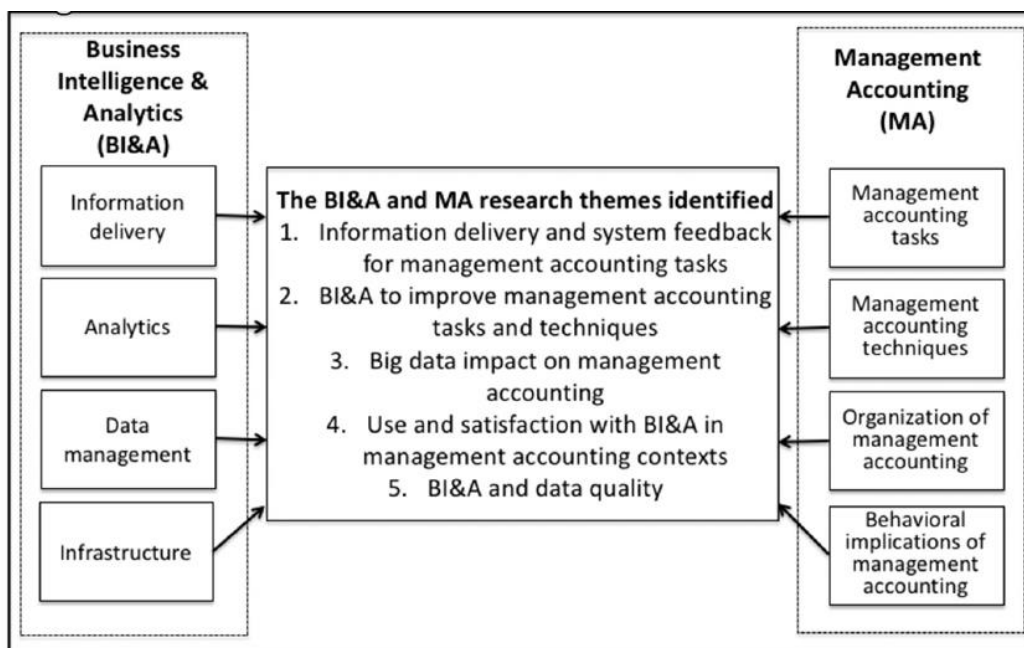 Business
Intelligence &
Analytics
(BI&A)
Information
delivery
Analytics
Data
management
Infrastructure
The BI&A and MA research themes identified
1. Information delivery and system feedback
for management accounting tasks
2. BI&A to improve management accounting
tasks and techniques
3. Big data impact on management
accounting
4. Use and satisfaction with BI&A in
management accounting contexts
5. BI&A and data quality
Management
Accounting
(MA)
Management
accounting
tasks
Management
accounting
techniques
Organization of
management
accounting
Behavioral
implications of
management
accounting